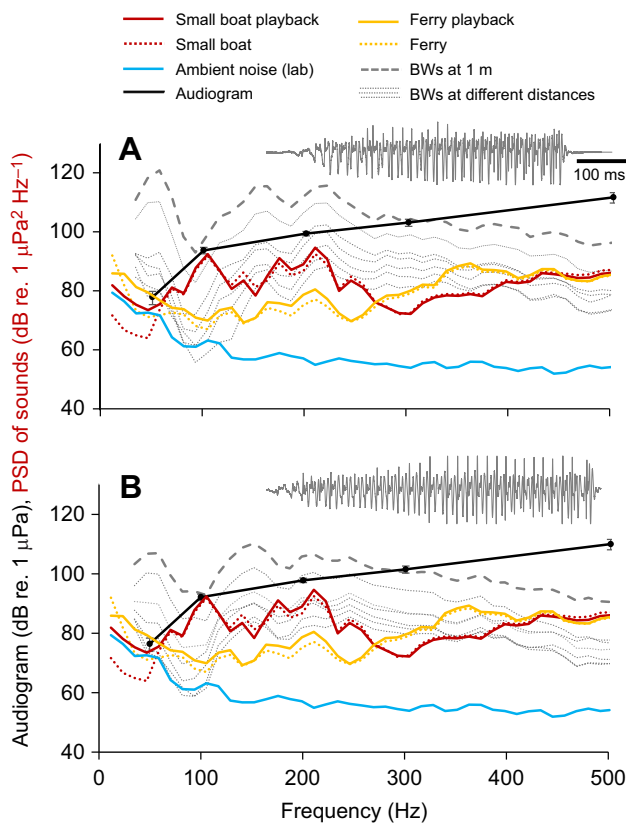 Small boat playback
Small boat
Ambient noise (lab)
Audiogram
Ferry playback
Ferry
BWs at 1 m
BWs at different distances
Audiogram (dB re. 1 μPa), PSD of sounds (dB re. 1 μPa² Hz⁻¹)
A
100 ms
120
100
80
60
40
B
120
100
80
60
40
0 100 200 300 400 500
Frequency (Hz)